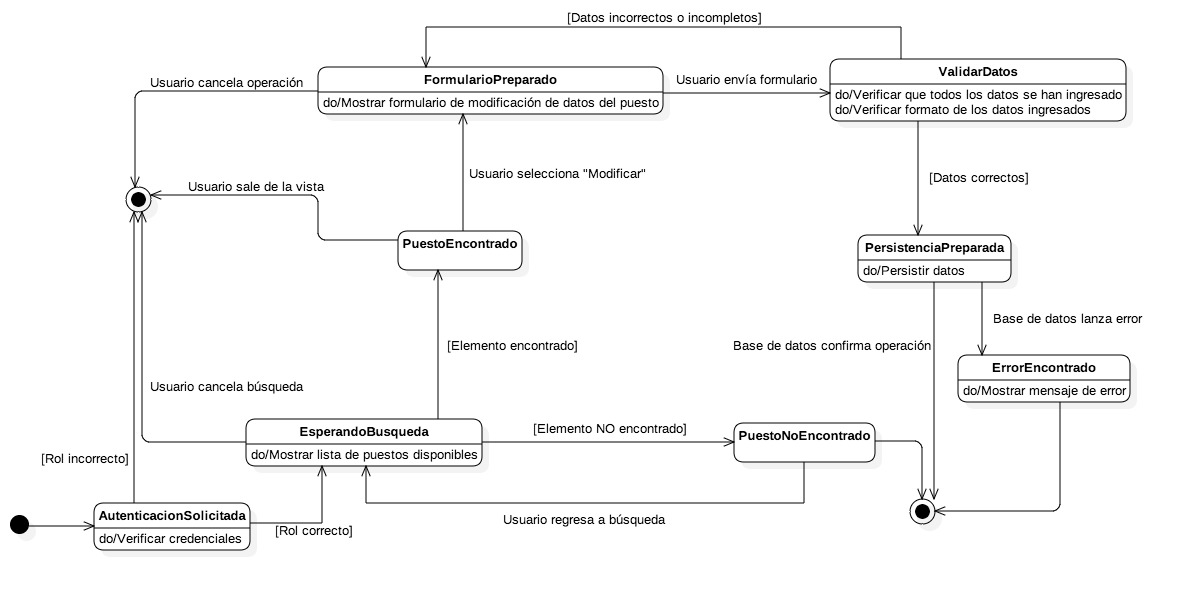 [Datos incorrectos o incompletos]
Usuario cancela operación
FormularioPreparado
do/Mostrar formulario de modificación de datos del puesto
Usuario envía formulario
ValidarDatos
do/Verificar que todos los datos se han ingresado
do/Verificar formato de los datos ingresados
Usuario sale de la vista
Usuario selecciona "Modificar"
[Datos correctos]
PuestoEncontrado
PersistenciaPreparada
do/Persistir datos
[Elemento encontrado]
Base de datos confirma operación
Base de datos lanza error
ErrorEncontrado
do/Mostrar mensaje de error
Usuario cancela búsqueda
EsperandoBusqueda
do/Mostrar lista de puestos disponibles
[Elemento NO encontrado]
PuestoNoEncontrado
[Rol incorrecto]
AutenticacionSolicitada
do/Verificar credenciales
[Rol correcto]
Usuario regresa a búsqueda